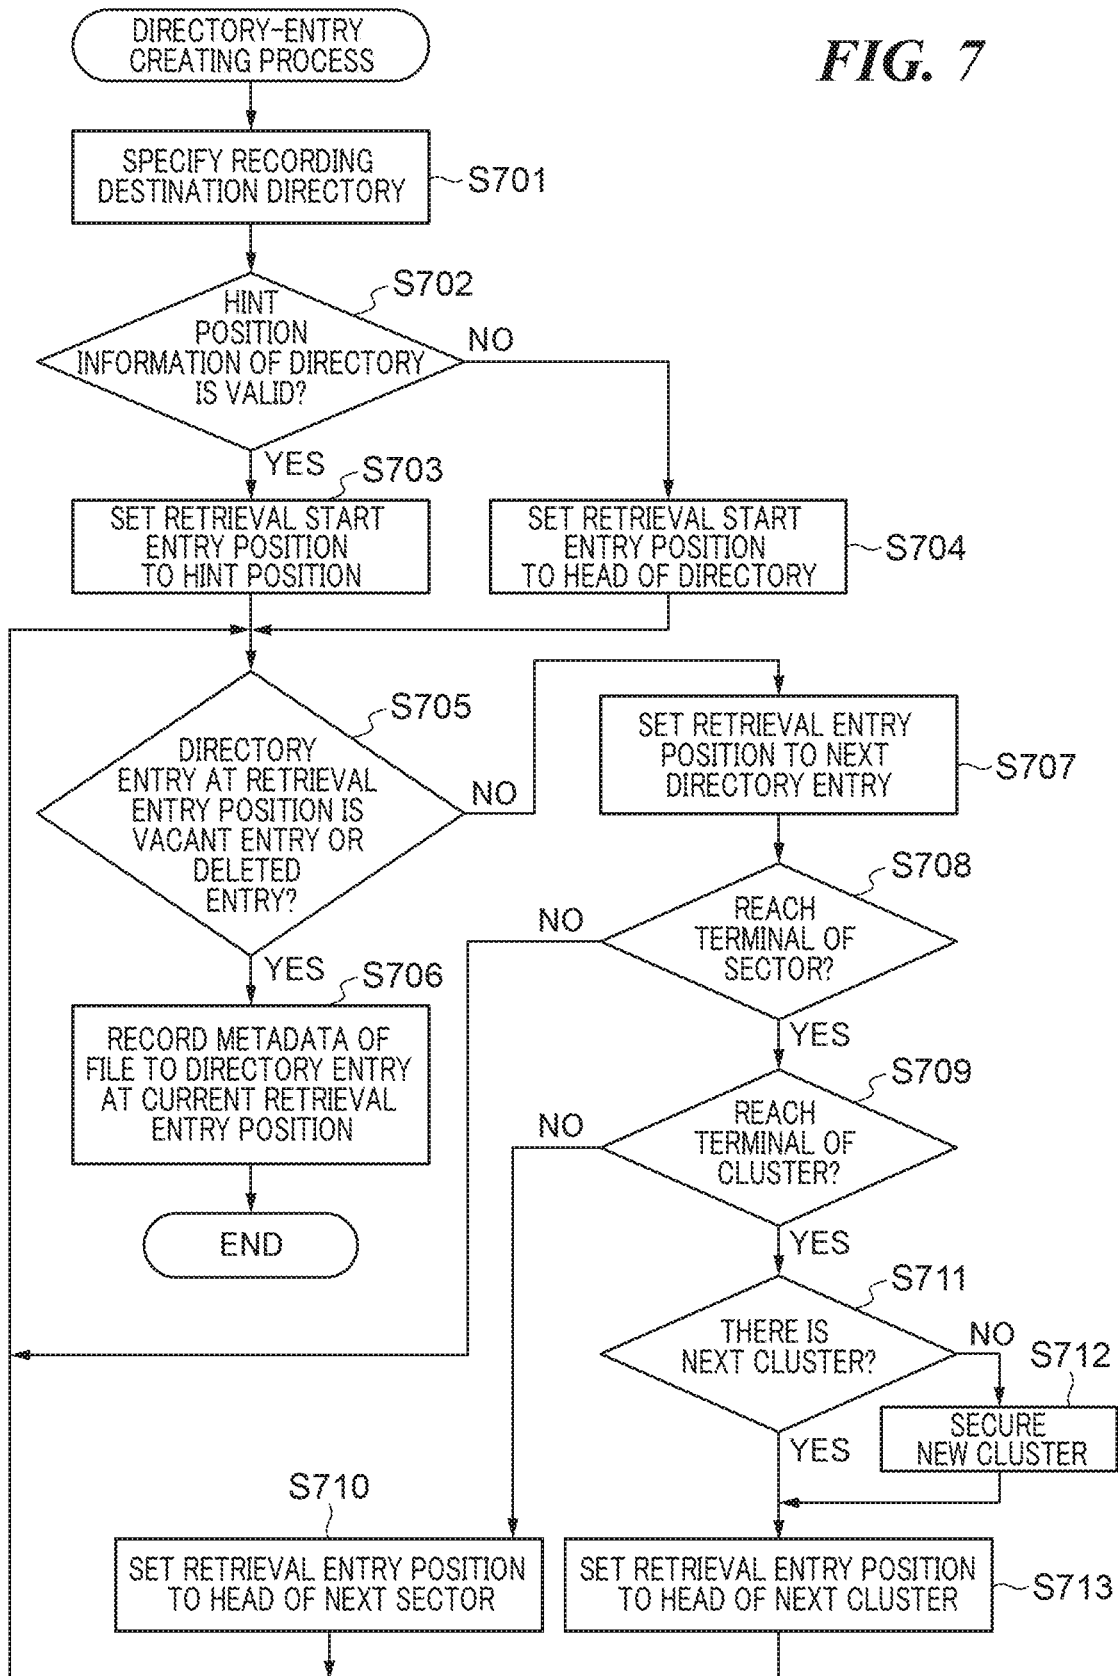 DIRECTORY-ENTRY
CREATING PROCESS
FIG. 7
SPECIFY RECORDING
DESTINATION DIRECTORY
S701
S702
HINT
POSITION
INFORMATION OF DIRECTORY
IS VALID?
NO
YES
S703
SET RETRIEVAL START
ENTRY POSITION
TO HINT POSITION
SET RETRIEVAL START
ENTRY POSITION
TO HEAD OF DIRECTORY
S704
S705
DIRECTORY
ENTRY AT RETRIEVAL
ENTRY POSITION IS
VACANT ENTRY OR
DELETED
ENTRY?
NO
SET RETRIEVAL ENTRY
POSITION TO NEXT
DIRECTORY ENTRY
S707
S708
REACH
TERMINAL OF
SECTOR?
NO
YES
YES
S706
RECORD METADATA OF
FILE TO DIRECTORY ENTRY
AT CURRENT RETRIEVAL
ENTRY POSITION
END
S709
REACH
TERMINAL OF
CLUSTER?
NO
YES
S711
THERE IS
NEXT CLUSTER?
NO
S712
SECURE
NEW CLUSTER
YES
S710
SET RETRIEVAL ENTRY POSITION
TO HEAD OF NEXT SECTOR
SET RETRIEVAL ENTRY POSITION
TO HEAD OF NEXT CLUSTER
S713